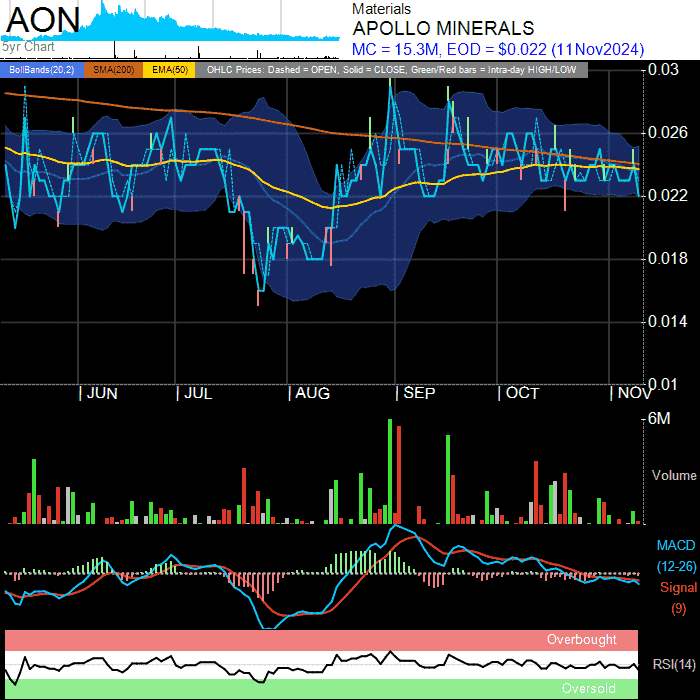 AON
5yr Chart
Materials
APOLLO MINERALS
MC = 15.3M, EOD = $0.022 (11Nov2024)
BollBands(20,2) SMA(200) EMA(50) OHLC Prices: Dashed = OPEN, Solid = CLOSE, Green/Red bars = Intra-day HIGH/LOW
0.03
0.026
0.022
0.018
0.014
0.01
JUN JUL AUG SEP OCT NOV
6M
Volume
MACD
(12-26)
Signal
(9)
Overbought
RSI(14)
Oversold